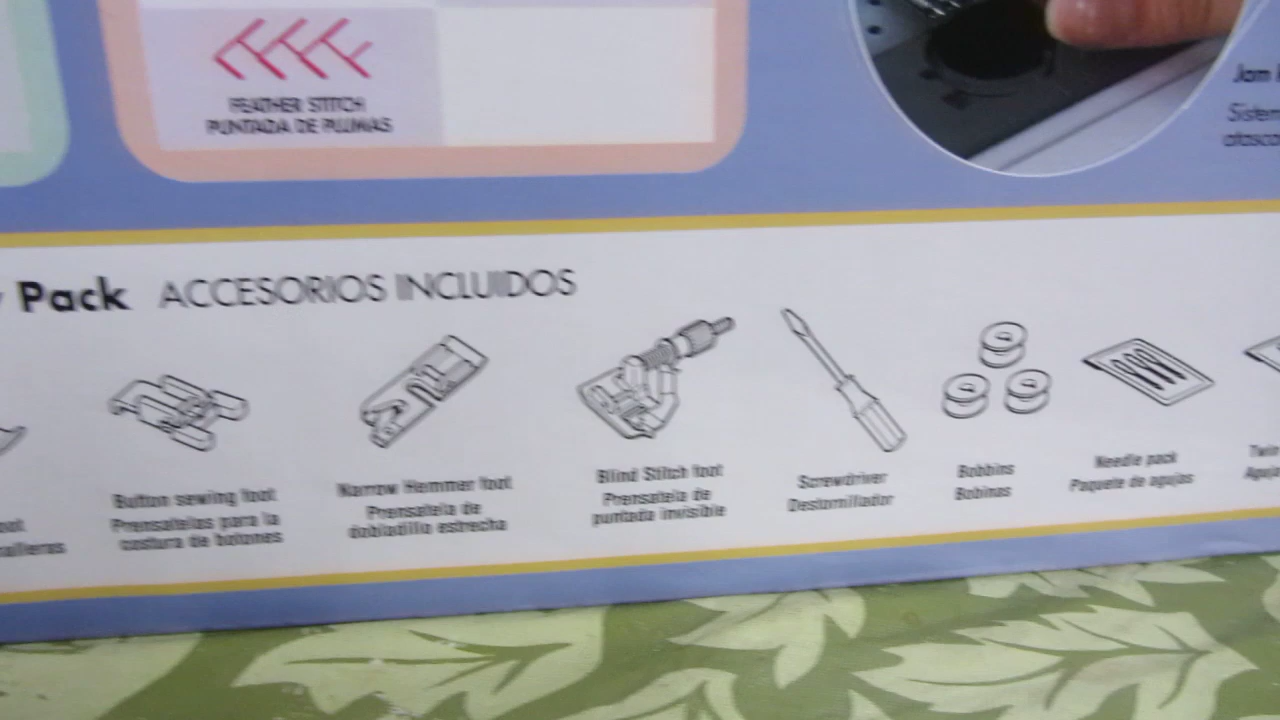 FEATHER STITCH
PUNTADA DE PLUMAS
Jam
Pack ACCESORIOS INCLUIDOS
Button sewing foot
Prensatelas para la
costura de botones
Narrow Hemmer foot
Prensatela de
dobladillo estrecha
Blind Stitch foot
Prensatela de
puntada invisible
Screwdriver
Destornillador
Bobbins
Bobinas
Needle pack
Paquete de agujas
Twin